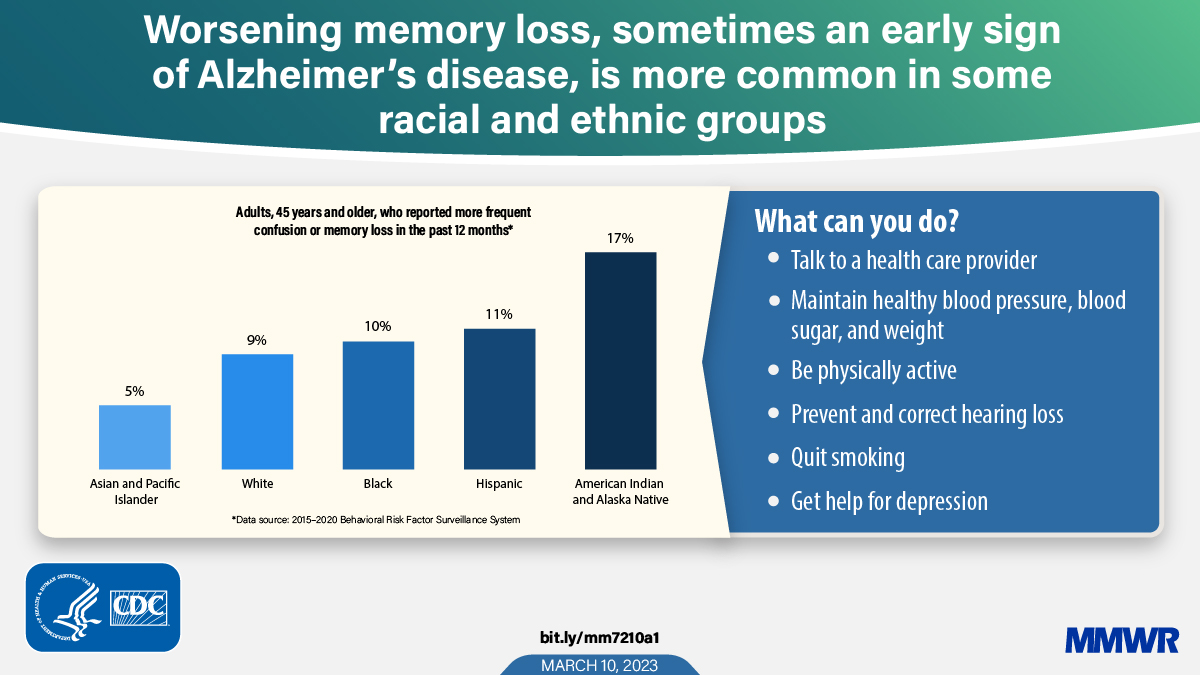 Worsening memory loss, sometimes an early sign
of Alzheimer's disease, is more common in some
racial and ethnic groups
Adults, 45 years and older, who reported more frequent
confusion or memory loss in the past 12 months*
5%
9%
10%
11%
17%
Asian and Pacific
Islander
White
Black
Hispanic
American Indian
and Alaska Native
*Data source: 2015–2020 Behavioral Risk Factor Surveillance System
What can you do?
• Talk to a health care provider
• Maintain healthy blood pressure, blood
sugar, and weight
• Be physically active
• Prevent and correct hearing loss
• Quit smoking
• Get help for depression
DEPARTMENT OF HEALTH & HUMAN SERVICES • USA
CDC
bit.ly/mm7210a1
MARCH 10, 2023
MMWR